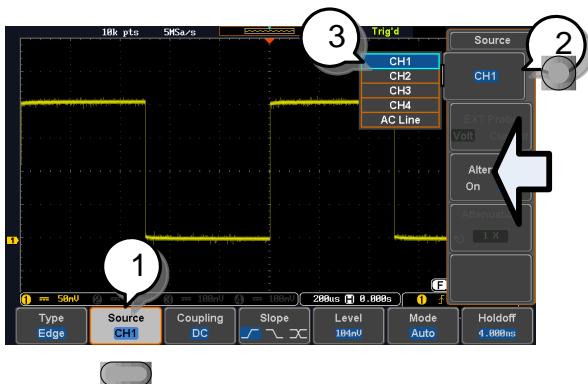 10k pts 5MSa/s Trig'd
Source
CH1
CH1
CH2
CH3
CH4
AC Line
EXT Probe
Volt
Alter
On
Attenuation
1 X
1
2
3
1
50mV
2
3
100mV
4
100mV
200us
H
0.000s
1
F
Type
Edge
Source
CH1
Coupling
DC
Slope
Level
104mV
Mode
Auto
Holdoff
4.000ns